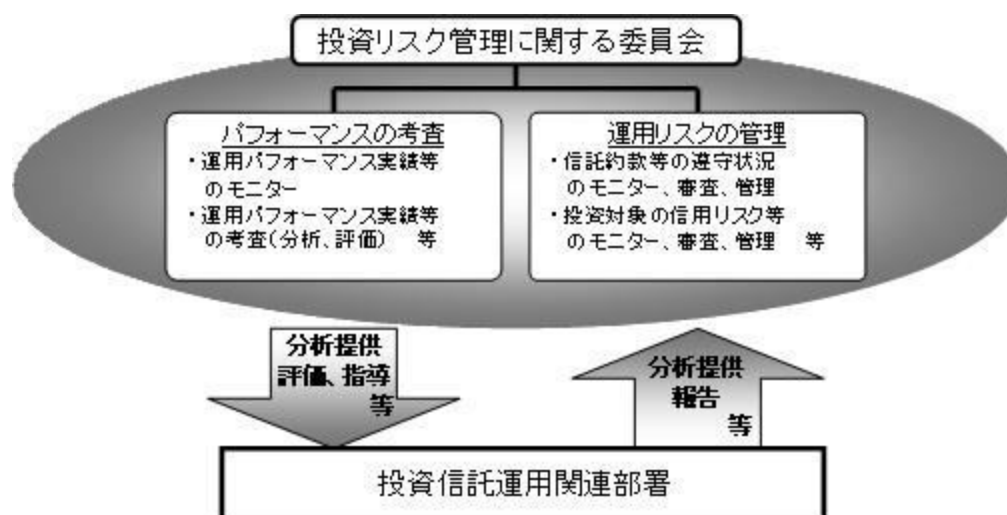 投資リスク管理に関する委員会
パフォーマンスの考査
・運用パフォーマンス実績等
のモニター
・運用パフォーマンス実績等
の考査(分析、評価) 等
運用リスクの管理
・信託約款等の遵守状況
のモニター、審査、管理
・投資対象の信用リスク等
のモニター、審査、管理 等
分析提供
評価、指導
等
分析提供
報告
等
投資信託運用関連部署